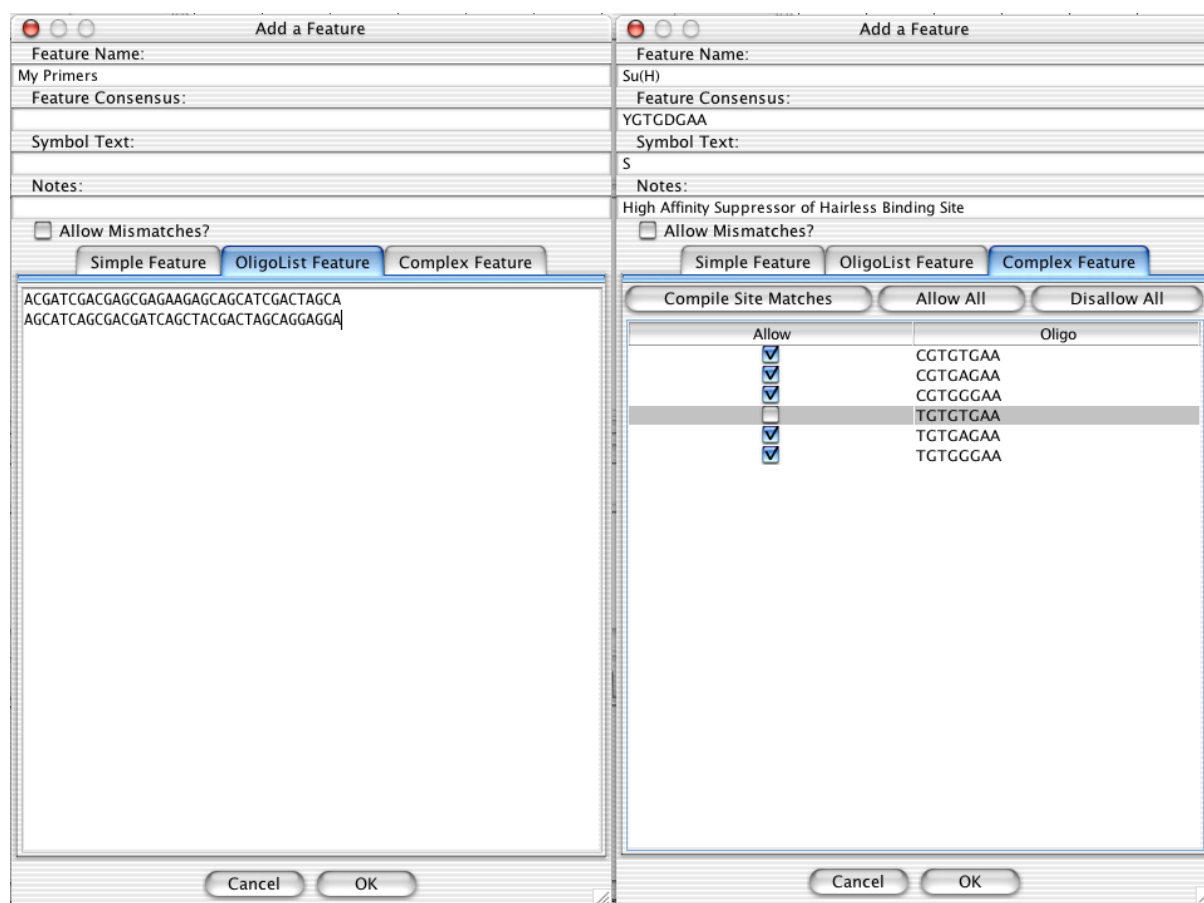 Add a Feature
Feature Name:
My Primers
Feature Consensus:
Symbol Text:
Notes:
Allow Mismatches?
Simple Feature OligoList Feature Complex Feature
ACGATCGACGAGCGAGAAGAGCAGCATCGACTAGCA
AGCATCAGCGACGATCAGCTACGACTAGCAGGAGGA
Cancel OK
Add a Feature
Feature Name:
Su(H)
Feature Consensus:
YGTGDGAA
Symbol Text:
S
Notes:
High Affinity Suppressor of Hairless Binding Site
Allow Mismatches?
Simple Feature OligoList Feature Complex Feature
Compile Site Matches Allow All Disallow All
Allow Oligo
CGTGTGAA
CGTGAGAA
CGTGGGAA
TGTGTGAA
TGTGAGAA
TGTGGGAA
Cancel OK